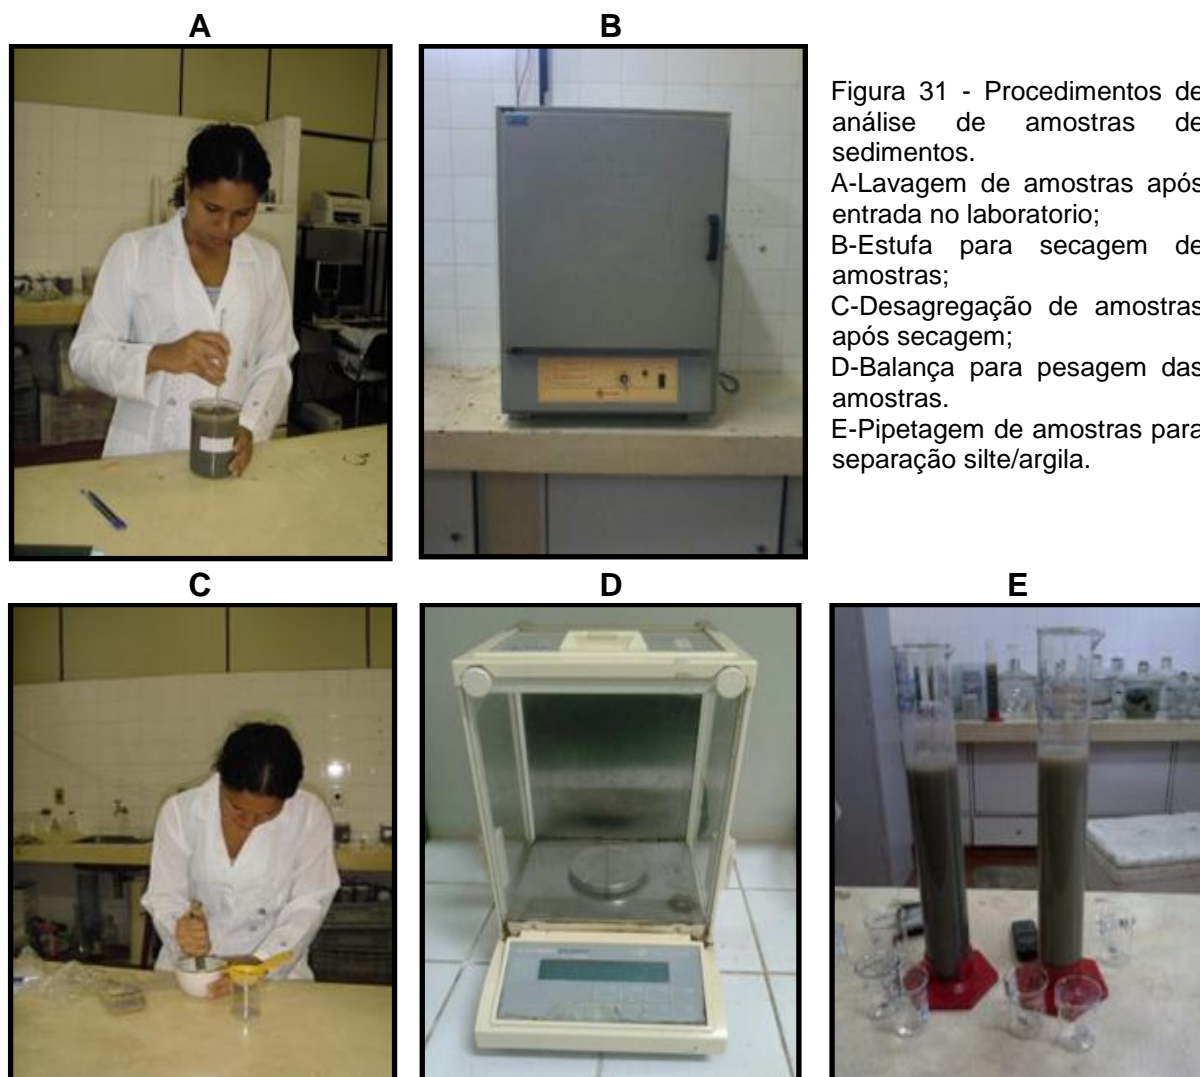 A
B
Figura 31 - Procedimentos de
análise de amostras de
sedimentos.
A-Lavagem de amostras após
entrada no laboratorio;
B-Estufa para secagem de
amostras;
C-Desagregação de amostras
após secagem;
D-Balança para pesagem das
amostras.
E-Pipetagem de amostras para
separação silte/argila.
C
D
E